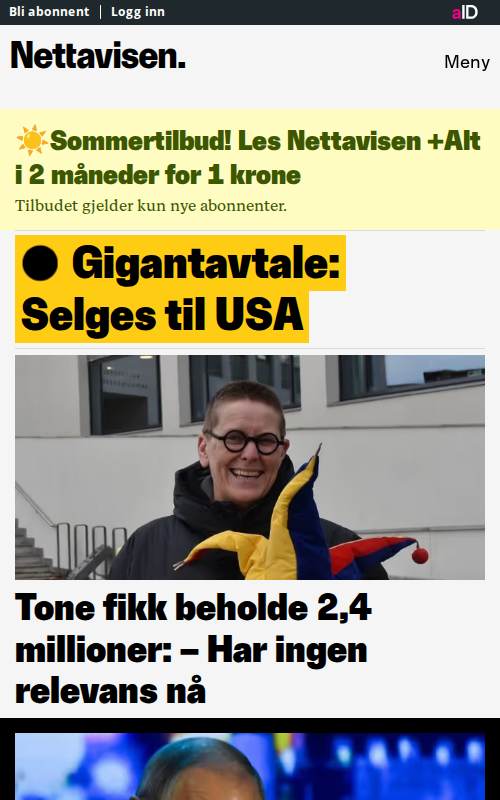 Bli abonnent | Logg inn
aID
Nettavisen.
Meny
☀️Sommertilbud! Les Nettavisen +Alt
i 2 måneder for 1 krone
Tilbudet gjelder kun nye abonnenter.
● Gigantavtale:
Selges til USA
Tone fikk beholde 2,4
millioner: – Har ingen
relevans nå